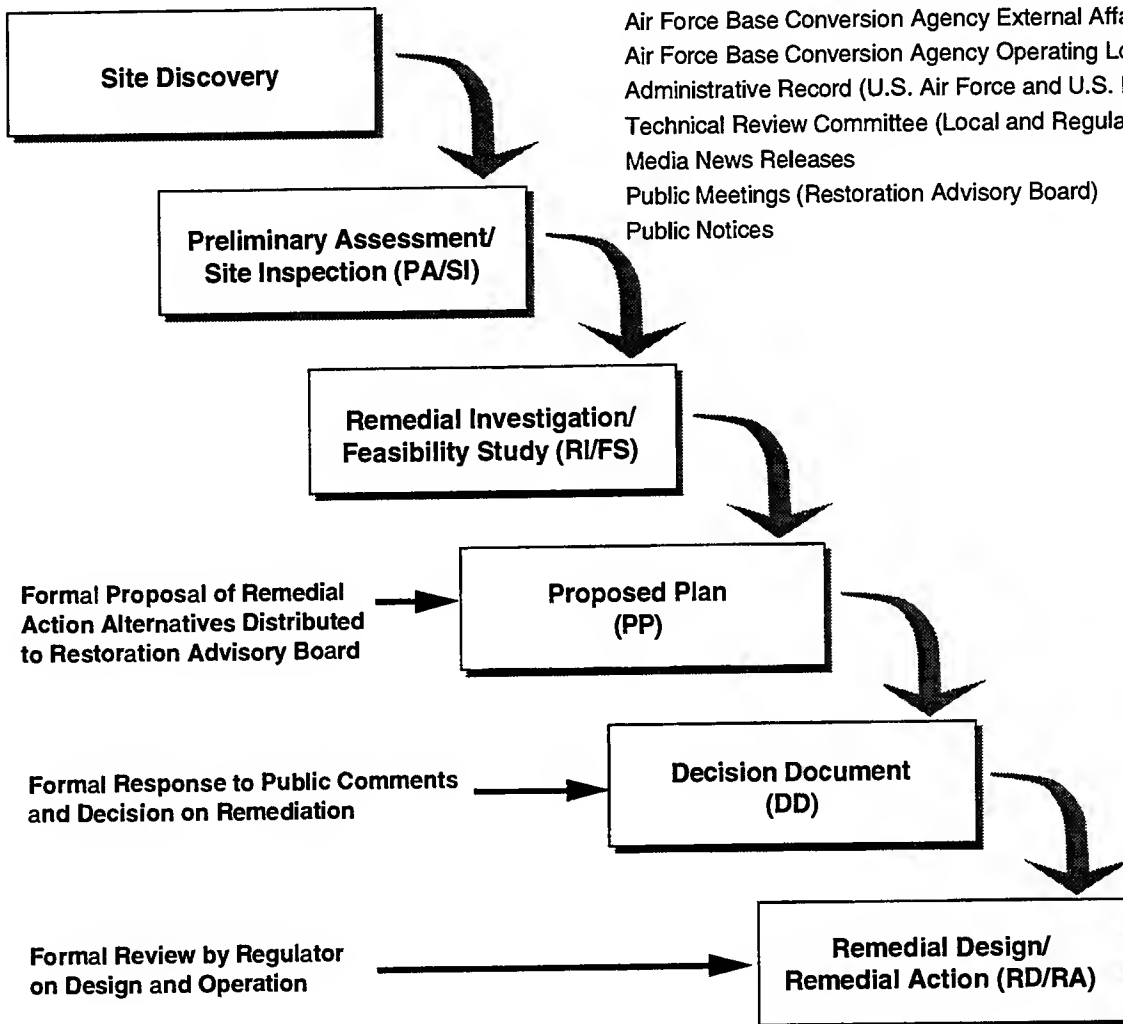 Air Force Base Conversion Agency External Affa
Air Force Base Conversion Agency Operating Lo
Administrative Record (U.S. Air Force and U.S.
Technical Review Committee (Local and Regula
Media News Releases
Public Meetings (Restoration Advisory Board)
Public Notices
Site Discovery
Preliminary Assessment/
Site Inspection (PA/SI)
Remedial Investigation/
Feasibility Study (RI/FS)
Formal Proposal of Remedial
Action Alternatives Distributed
to Restoration Advisory Board
Proposed Plan
(PP)
Formal Response to Public Comments
and Decision on Remediation
Decision Document
(DD)
Formal Review by Regulator
on Design and Operation
Remedial Design/
Remedial Action (RD/RA)